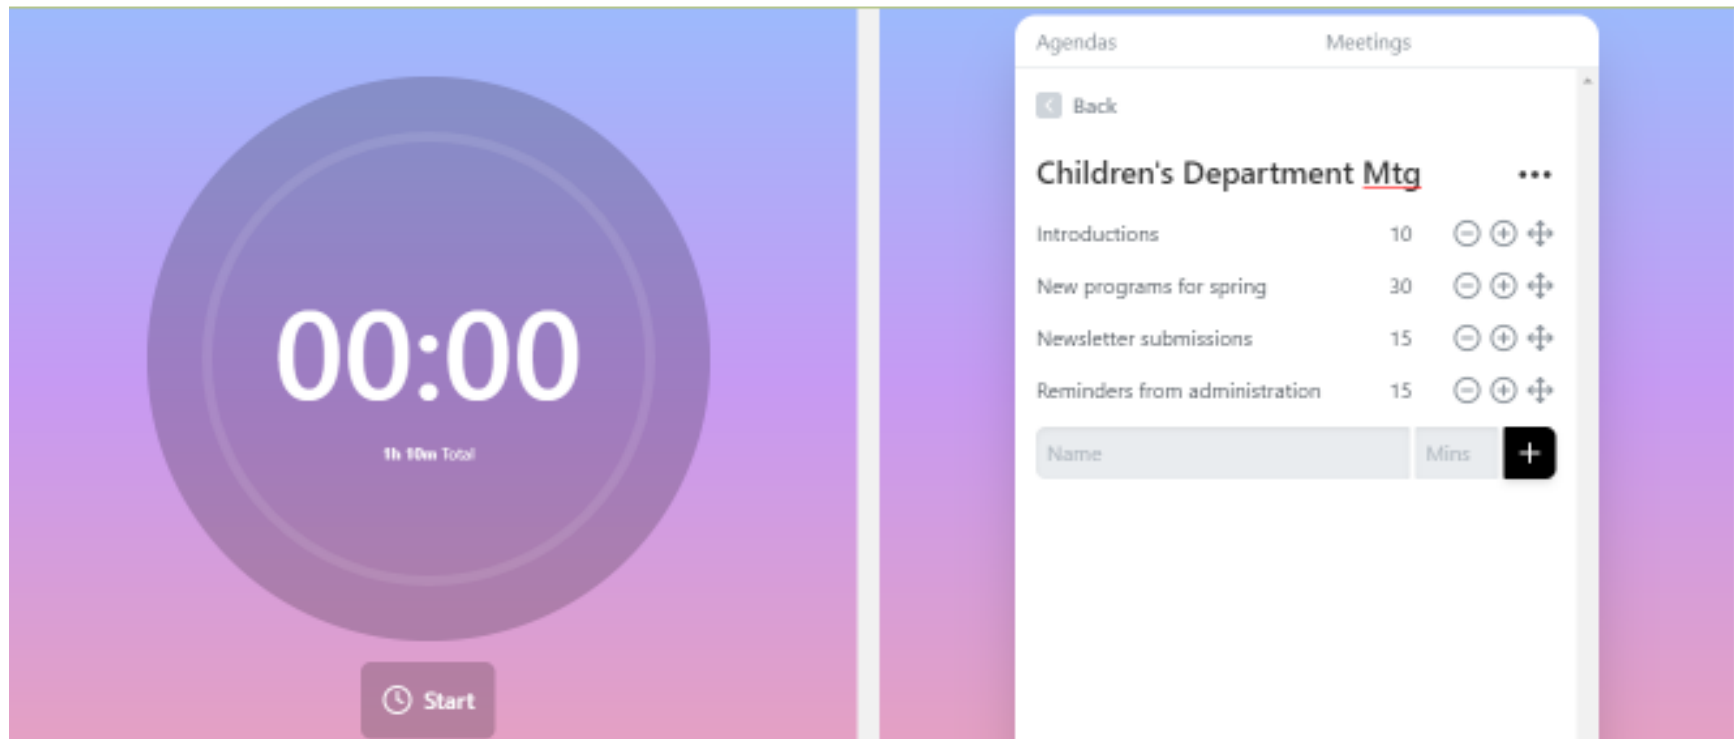 00:00
1h 10m Total
Start
Agendas
Meetings
Back
Children's Department Mtg
Introductions 10
New programs for spring 30
Newsletter submissions 15
Reminders from administration 15
Name Mins